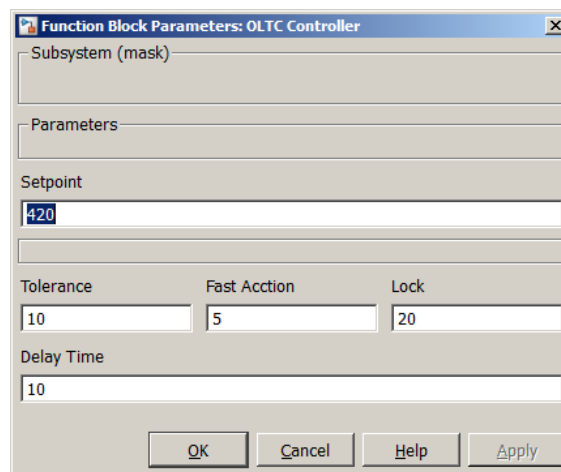 Function Block Parameters: OLTC Controller
Subsystem (mask)
Parameters
Setpoint
420
Tolerance Fast Acction Lock
10 5 20
Delay Time
10
OK Cancel Help Apply